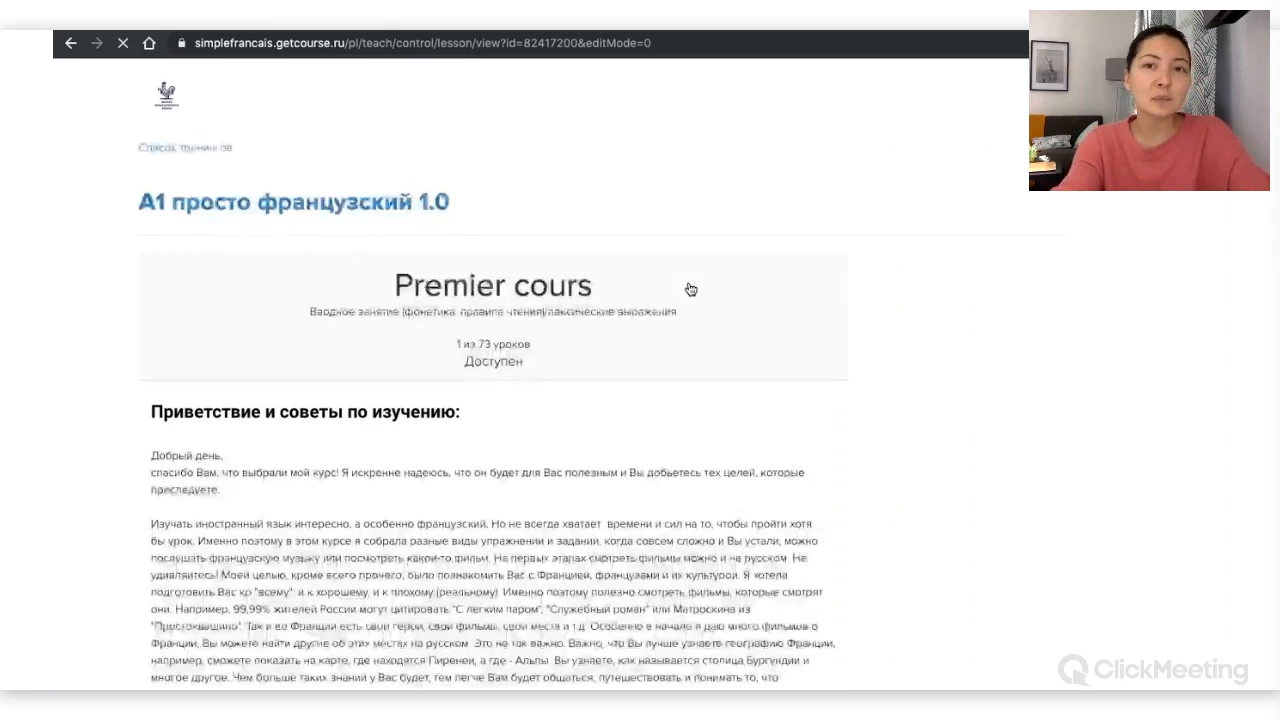 simplefrancais.getcourse.ru/pl/teach/control/lesson/view?id=82417200&editMode=0
Список тренингов
А1 просто французский 1.0
Premier cours
Вводное занятие (фонетика, правила чтения)/лексические выражения
1 из 73 уроков
Доступен
Приветствие и советы по изучению:
Добрый день,
спасибо Вам, что выбрали мой курс! Я искренне надеюсь, что он будет для Вас полезным и Вы добьетесь тех целей, которые
преследуете.
Изучать иностранный язык интересно, а особенно французский. Но не всегда хватает времени и сил на то, чтобы пройти хотя
бы урок. Именно поэтому в этом курсе я собрала разные виды упражнений и заданий, когда совсем сложно и Вы устали, можно
послушать французскую музыку или посмотреть какой-то фильм. На первых этапах смотреть фильмы можно и на русском. Не
удивляйтесь! Моей целью, кроме всего прочего, было познакомить Вас с Францией, французами и их культурой. Я хотела
подготовить Вас ко "всему": и к хорошему, и к плохому (реальному). Именно поэтому полезно смотреть фильмы, которые смотрят
они. Например, 99,99% жителей России могут цитировать "С легким паром", "Служебный роман" или Матроскина из
"Простоквашино". Так и во Франции есть свои герои, свои фильмы, свои места и т.д. Особенно в начале я даю много фильмов о
Франции, Вы можете найти другие об этих местах на русском. Это не так важно. Важно, что Вы лучше узнаете географию Франции,
например, сможете показать на карте, где находятся Пиренеи, а где - Альпы. Вы узнаете, как называется столица Бургундии и
многое другое. Чем больше таких знаний у Вас будет, тем легче Вам будет общаться, путешествовать и понимать то, что
ClickMeeting